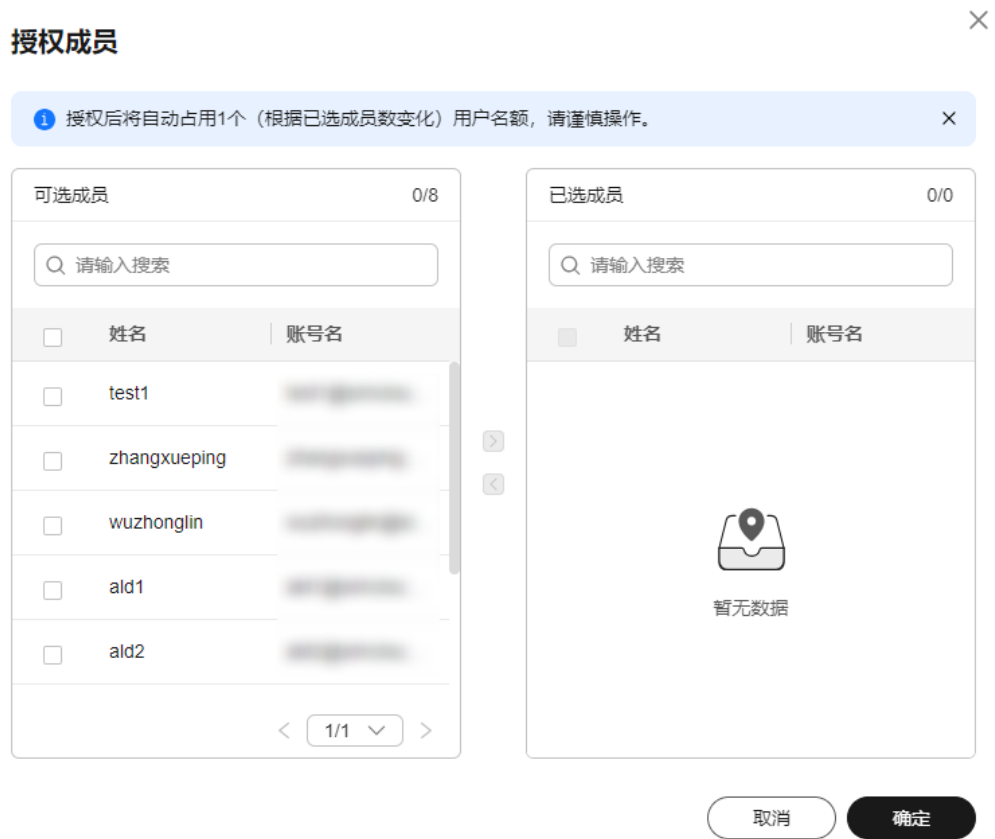 授权成员
授权后将自动占用1个（根据已选成员数变化）用户名额，请谨慎操作。
可选成员 0/8
请输入搜索
姓名 账号名
test1
zhangxueping
wuzhonglin
ald1
ald2
1/1
已选成员 0/0
请输入搜索
姓名 账号名
暂无数据
取消 确定